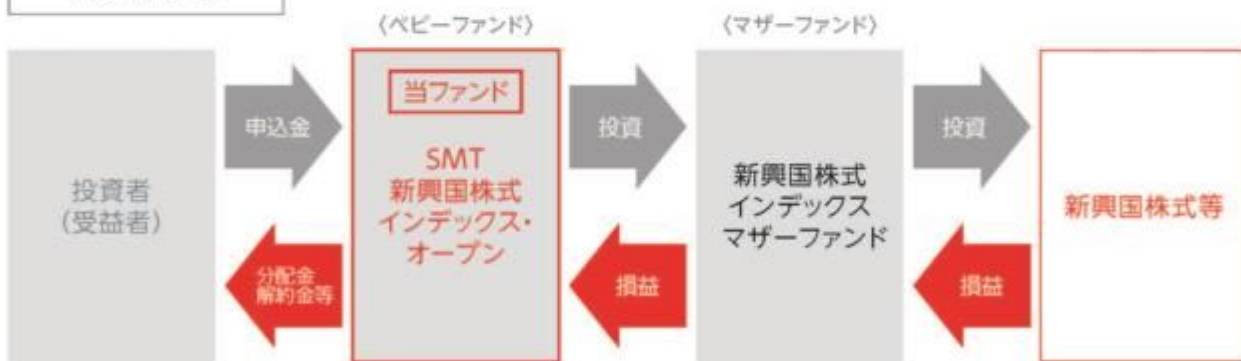 〈ベビーファンド〉
〈マザーファンド〉
投資者
(受益者)
申込金
分配金
解約金等
当ファンド
SMT
新興国株式
インデックス・
オープン
投資
損益
新興国株式
インデックス
マザーファンド
投資
損益
新興国株式等